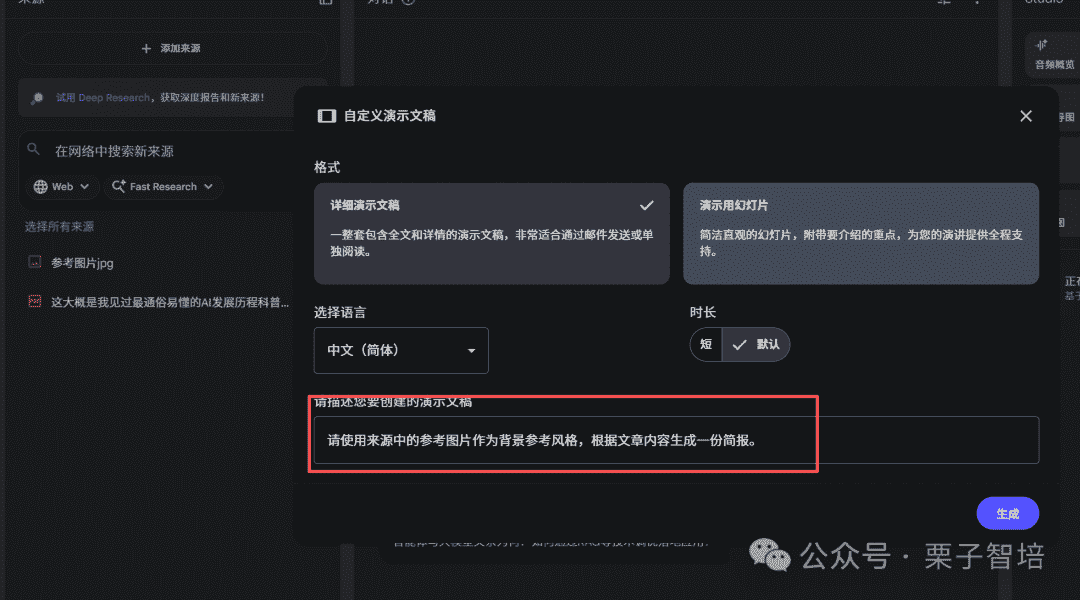 来源
对话
Studio
+ 添加来源
试用 Deep Research，获取深度报告和新来源！
在网络中搜索新来源
Web
Fast Research
选择所有来源
参考图片jpg
这大概是我见过最通俗易懂的AI发展历程科普...
音频概览
自定义演示文稿
格式
详细演示文稿
一整套包含全文和详情的演示文稿，非常适合通过邮件发送或单
独阅读。
演示用幻灯片
简洁直观的幻灯片，附带要介绍的重点，为您的演讲提供全程支
持。
选择语言
时长
中文（简体）
短
默认
请描述您要创建的演示文稿
请使用来源中的参考图片作为背景参考风格，根据文章内容生成一份简报。
生成
公众号 · 栗子智培